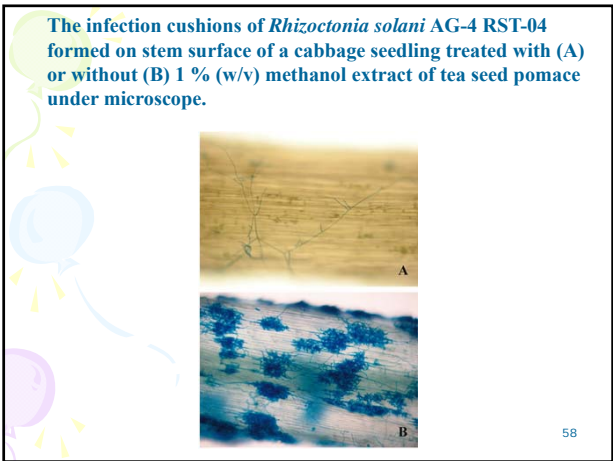 The infection cushions of Rhizoctonia solani AG-4 RST-04
formed on stem surface of a cabbage seedling treated with (A)
or without (B) 1 % (w/v) methanol extract of tea seed pomace
under microscope.
A
B
58